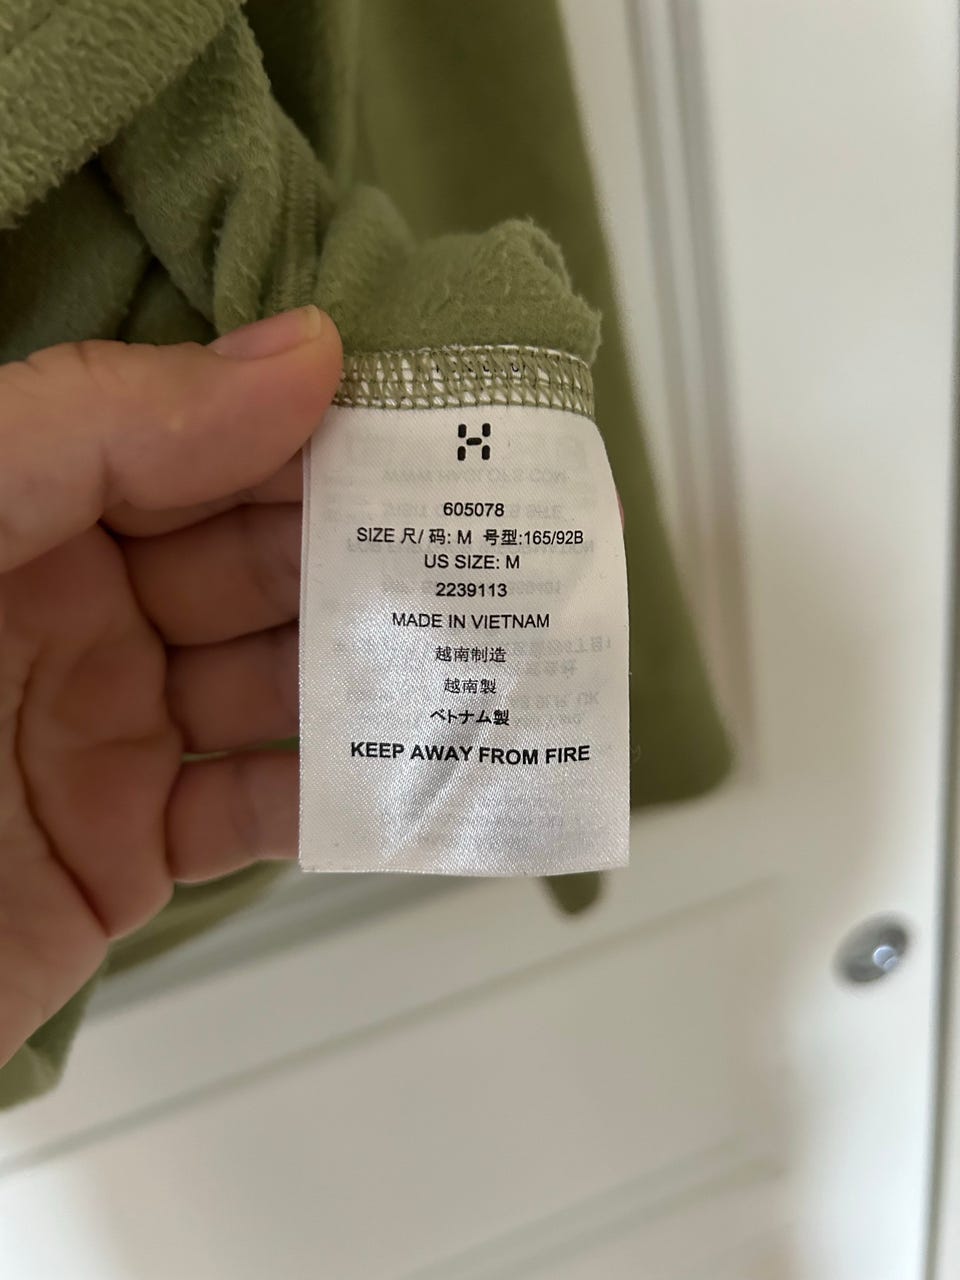 605078
SIZE 尺/ 码: M 号型:165/92B
US SIZE: M
2239113
MADE IN VIETNAM
越南制造
越南製
ベトナム製
KEEP AWAY FROM FIRE